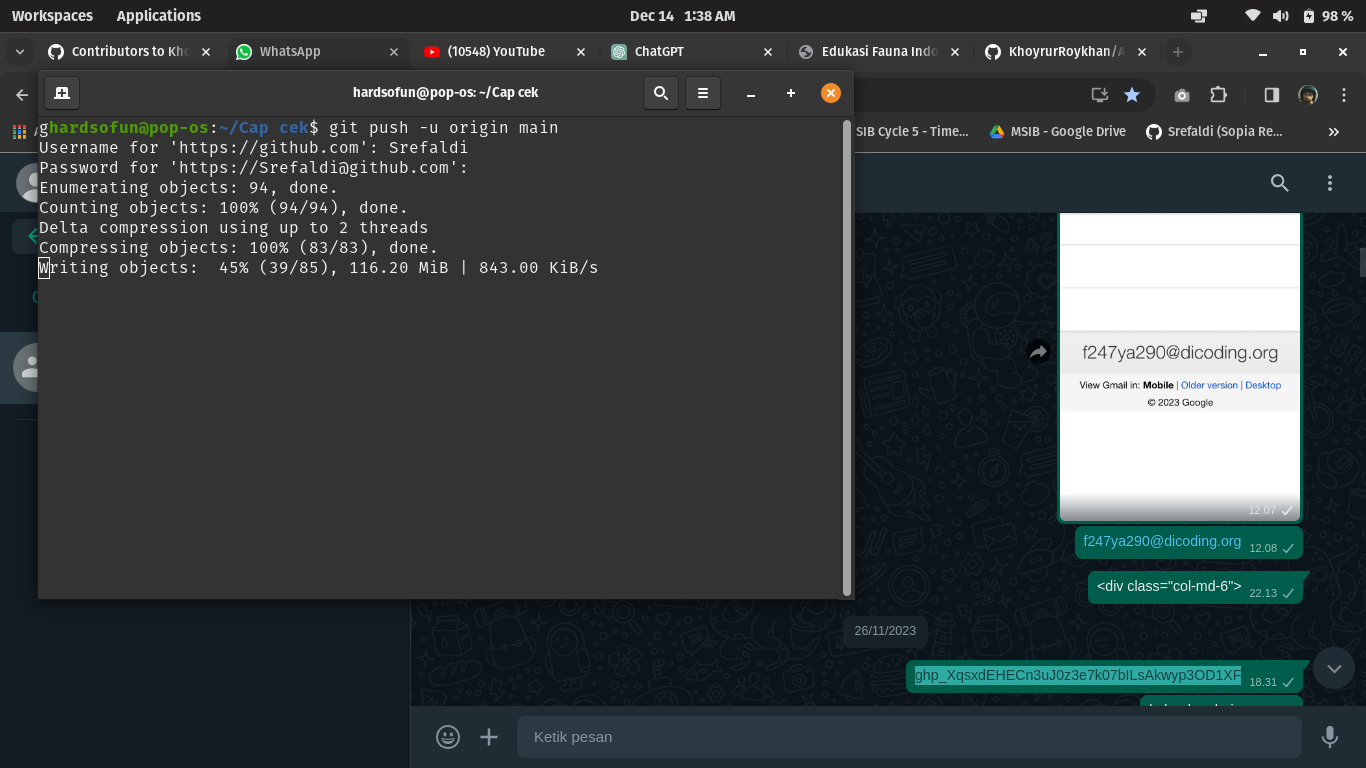 Workspaces Applications Dec 14 1:38 AM 98 %
Contributors to Kho WhatsApp (10548) YouTube ChatGPT Edukasi Fauna Indo KhoyrurRoykhan/A
hardsofun@pop-os: ~/Cap cek
SIB Cycle 5 - Time... MSIB - Google Drive Srefaldi (Sopia Re... »
ghardsofun@pop-os:~/Cap cek$ git push -u origin main
Username for 'https://github.com': Srefaldi
Password for 'https://Srefaldi@github.com':
Enumerating objects: 94, done.
Counting objects: 100% (94/94), done.
Delta compression using up to 2 threads
Compressing objects: 100% (83/83), done.
Writing objects: 45% (39/85), 116.20 MiB | 843.00 KiB/s
f247ya290@dicoding.org
View Gmail in: Mobile | Older version | Desktop
© 2023 Google
12.07
f247ya290@dicoding.org 12.08
<div class="col-md-6"> 22.13
26/11/2023
18.31
Ketik pesan